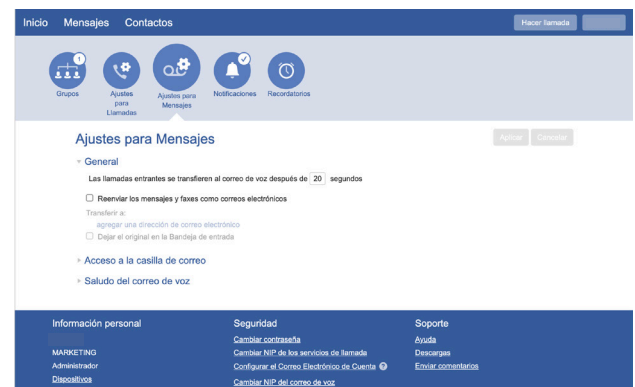 Inicio Mensajes Contactos Hacer llamada
1
Grupos
Ajustes para Llamadas
Ajustes para Mensajes
Notificaciones
Recordatorios
Ajustes para Mensajes
Aplicar Cancelar
General
Las llamadas entrantes se transfieren al correo de voz después de 20 segundos
Reenviar los mensajes y faxes como correos electrónicos
Transferir a:
agregar una dirección de correo electrónico
Dejar el original en la Bandeja de entrada
Acceso a la casilla de correo
Saludo del correo de voz
Información personal
MARKETING
Administrador
Dispositivos
Seguridad
Cambiar contraseña
Cambiar NIP de los servicios de llamada
Configurar el Correo Electrónico de Cuenta
Cambiar NIP del correo de voz
Soporte
Ayuda
Descargas
Enviar comentarios